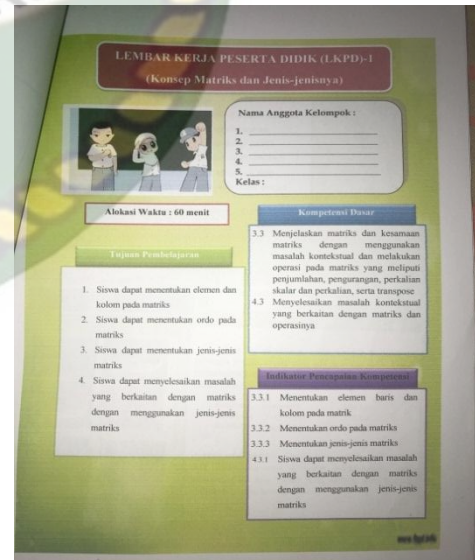 LEMBAR KERJA PESERTA DIDIK (LKPD)-1
(Konsep Matriks dan Jenis-jenisnya)
Nama Anggota Kelompok :
1.
2.
3.
4.
5.
Kelas :
Alokasi Waktu : 60 menit
Tujuan Pembelajaran
1. Siswa dapat menentukan elemen dan
kolom pada matriks
2. Siswa dapat menentukan ordo pada
matriks
3. Siswa dapat menentukan jenis-jenis
matriks
4. Siswa dapat menyelesaikan masalah
yang berkaitan dengan matriks
dengan menggunakan jenis-jenis
matriks
Kompetensi Dasar
3.3 Menjelaskan matriks dan kesamaan
matriks dengan menggunakan
masalah kontekstual dan melakukan
operasi pada matriks yang meliputi
penjumlahan, pengurangan, perkalian
skalar dan perkalian, serta transpose
4.3 Menyelesaikan masalah kontekstual
yang berkaitan dengan matriks dan
operasinya
Indikator Pencapaian Kompetensi
3.3.1 Menentukan elemen baris dan
kolom pada matrik
3.3.2 Menentukan ordo pada matriks
3.3.3 Menentukan jenis-jenis matriks
4.3.1 Siswa dapat menyelesaikan masalah
yang berkaitan dengan matriks
dengan menggunakan jenis-jenis
matriks